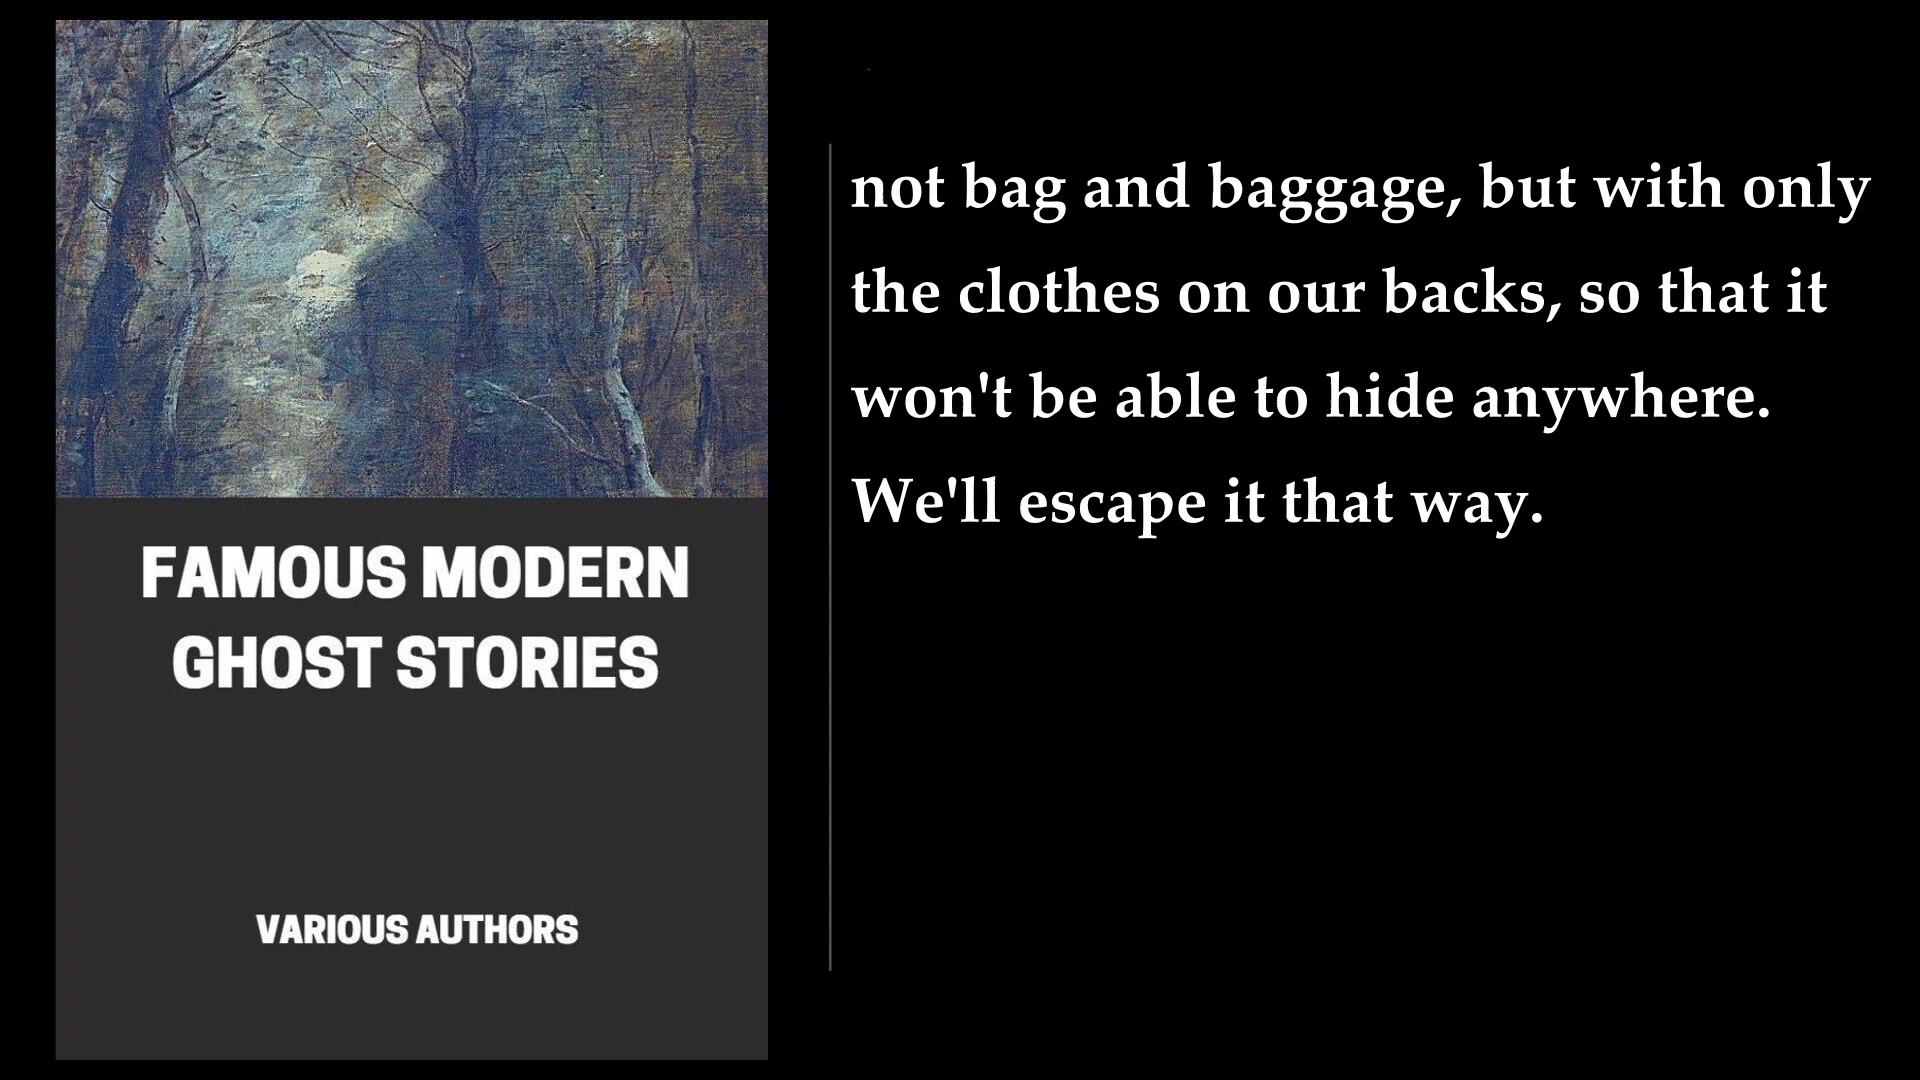 FAMOUS MODERN
GHOST STORIES
VARIOUS AUTHORS
not bag and baggage, but with only
the clothes on our backs, so that it
won't be able to hide anywhere.
We'll escape it that way.